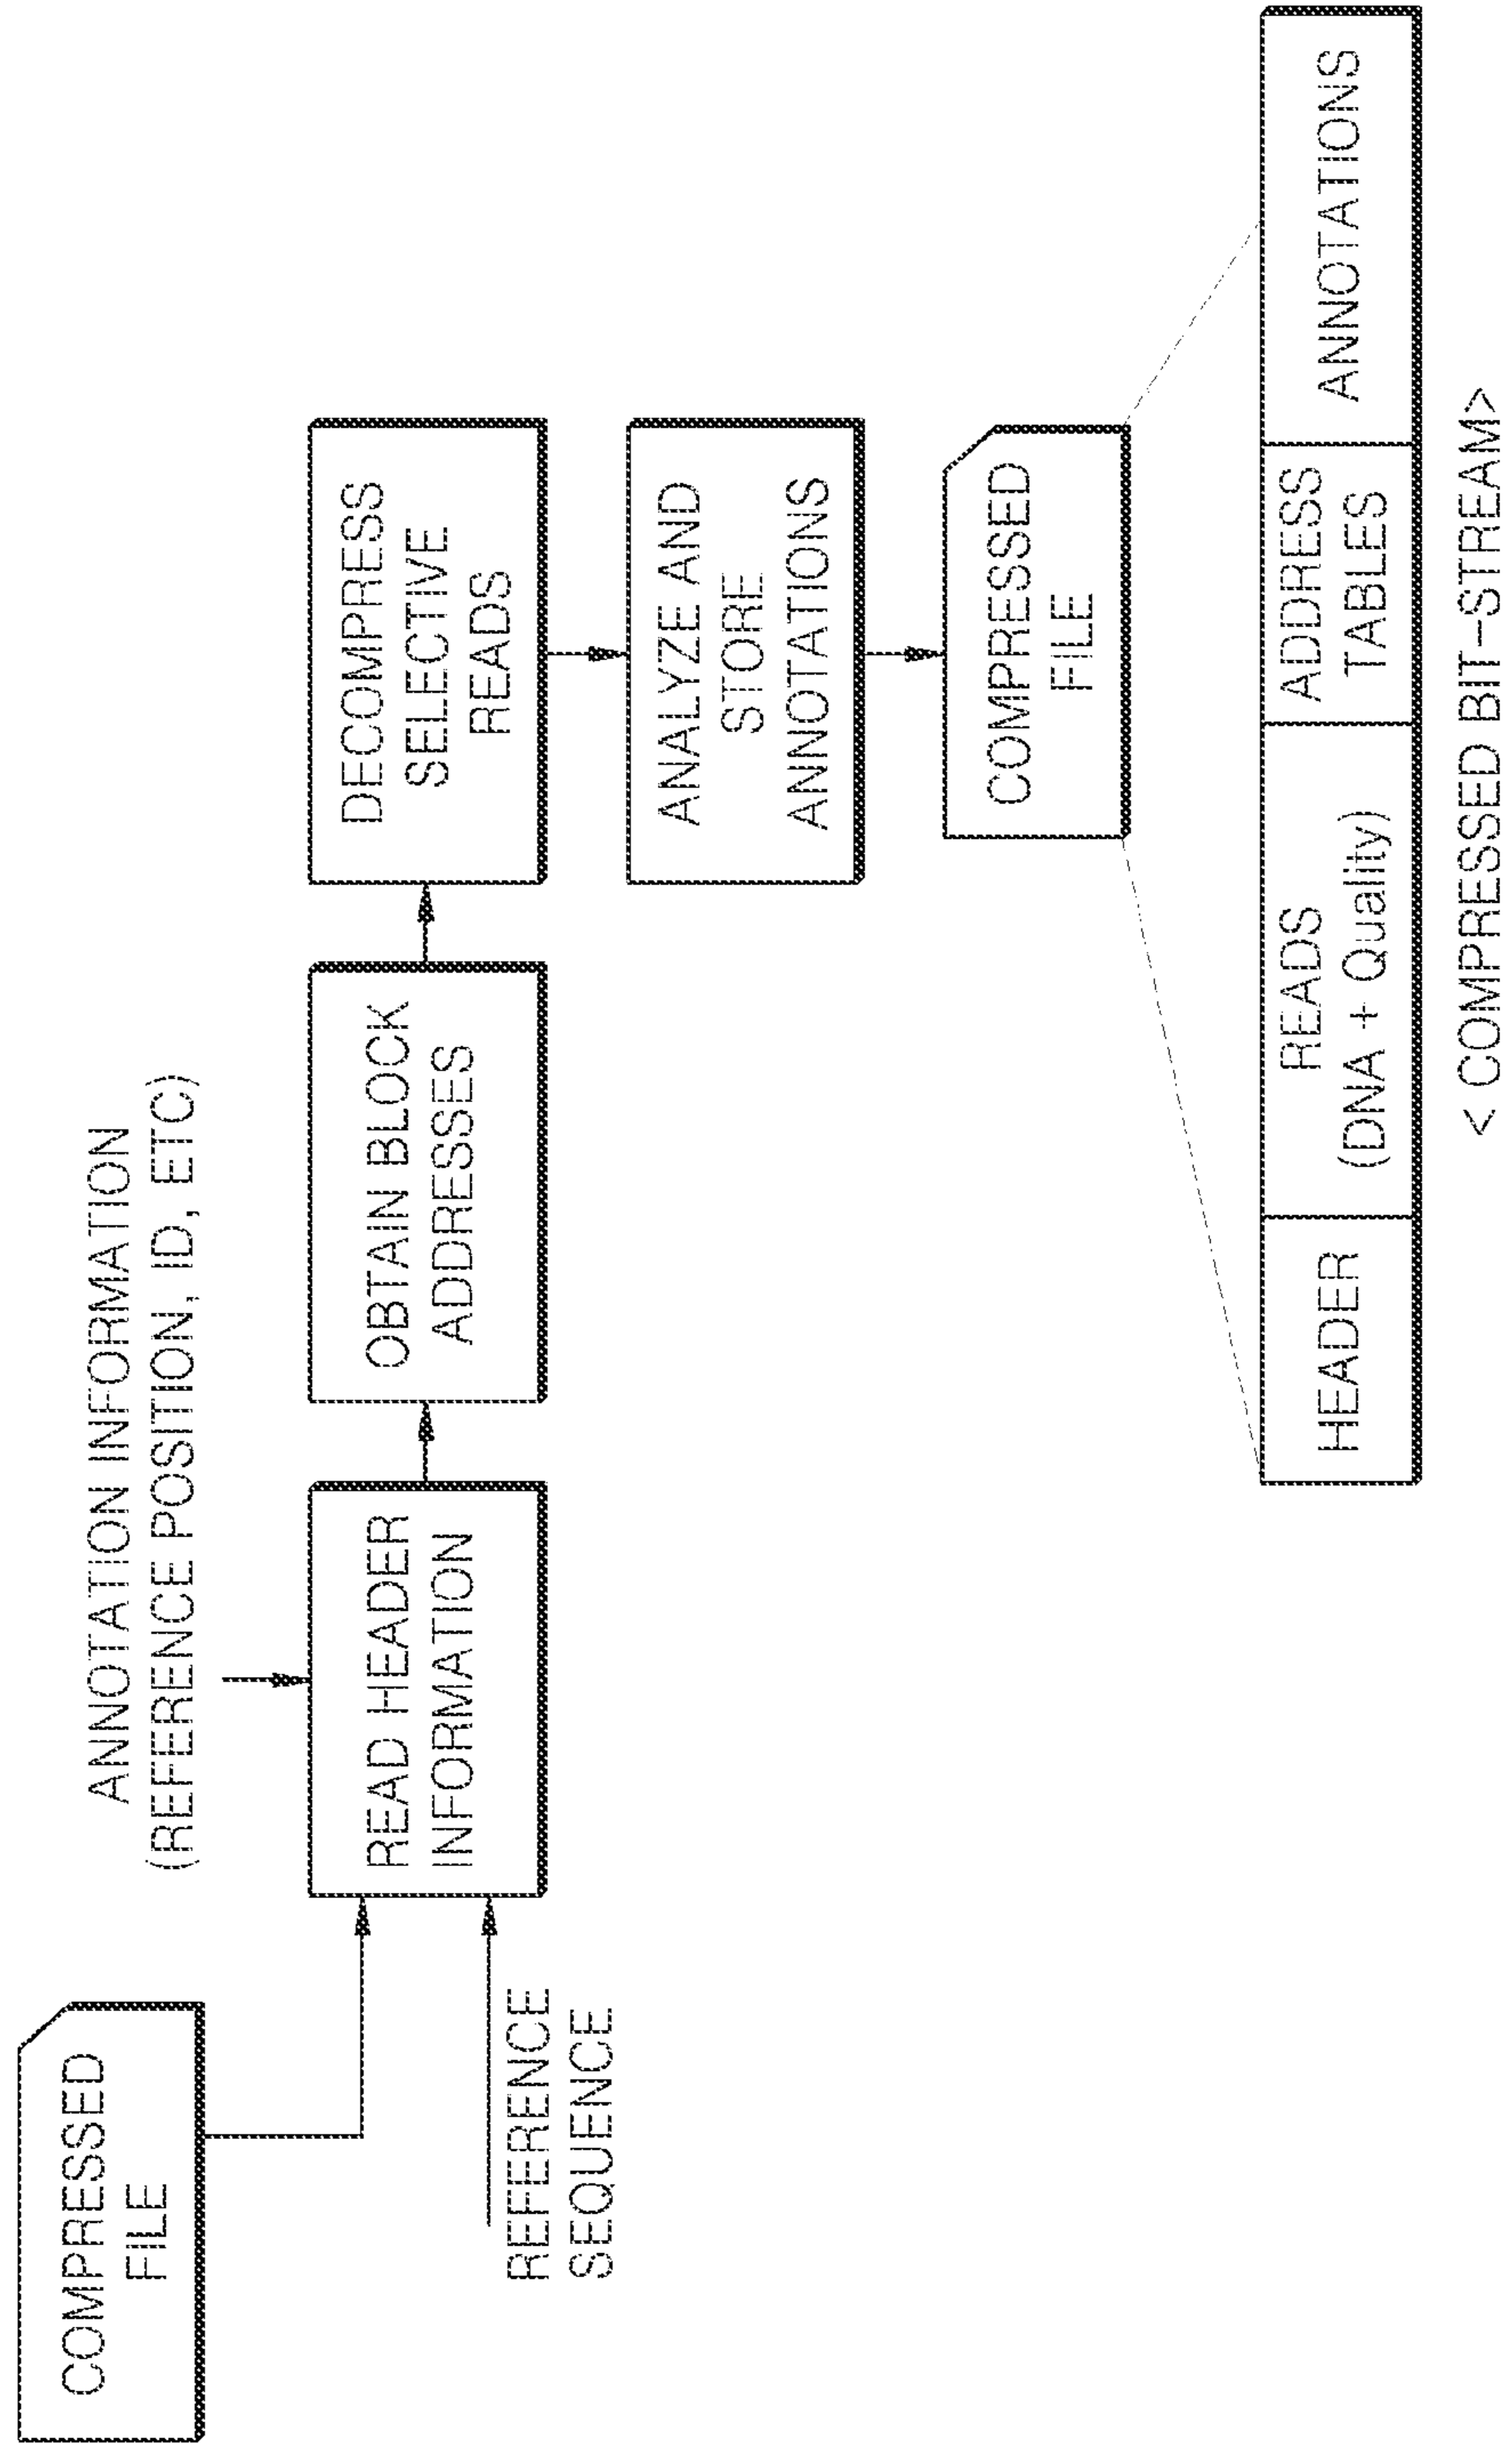 COMPRESSED
FILE
ANNOTATION INFORMATION
(REFERENCE POSITION, ID, ETC)
REFERENCE
SEQUENCE
READ HEADER
INFORMATION
OBTAIN BLOCK
ADDRESSES
DECOMPRESS
SELECTIVE
READS
ANALYZE AND
STORE
ANNOTATIONS
COMPRESSED
FILE
HEADER
READS
(DNA + Quality)
ADDRESS
TABLES
ANNOTATIONS
< COMPRESSED BIT-STREAM>